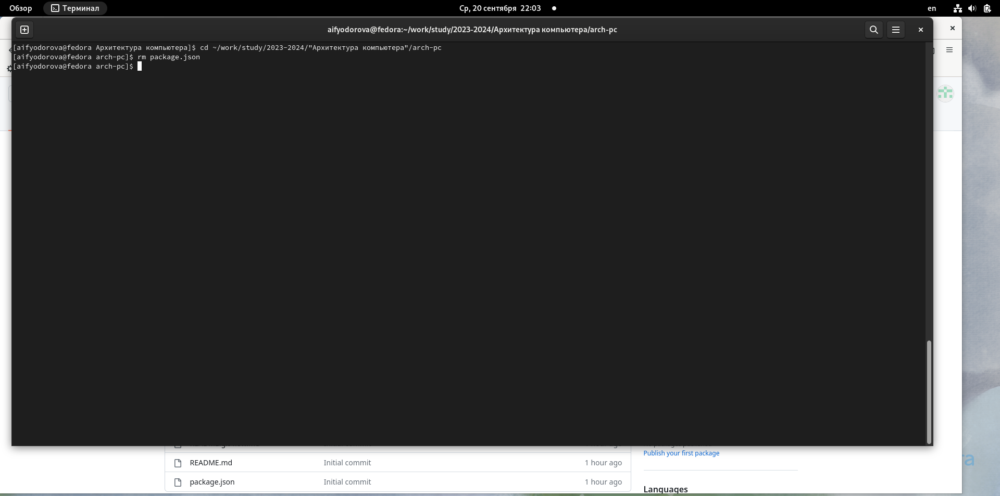 Обзор
Терминал
Ср, 20 сентября 22:03
en
aifyodorova@fedora:~/work/study/2023-2024/Архитектура компьютера/arch-pc
[aifyodorova@fedora Архитектура компьютера]$ cd ~/work/study/2023-2024/"Архитектура компьютера"/arch-pc
[aifyodorova@fedora arch-pc]$ rm package.json
[aifyodorova@fedora arch-pc]$
Publish your first package
README.md Initial commit 1 hour ago
package.json Initial commit 1 hour ago
Languages